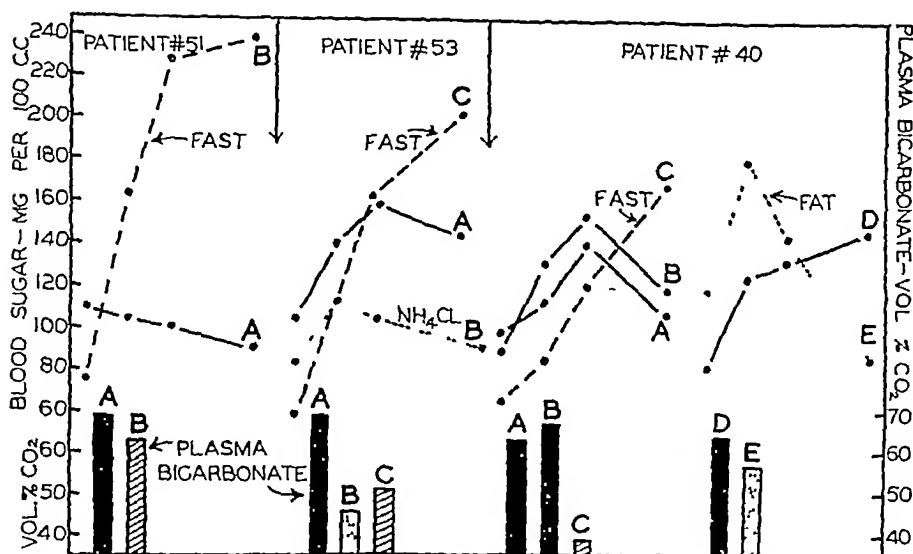 PATIENT #51
PATIENT # 53
PATIENT # 40
BLOOD SUGAR — MG PER 100 C.C.
VOL. % CO2
240
220
200
180
160
140
120
100
80
60
60
50
40
B
FAST
A
C
FAST
A
NH4CL
B
C
FAST
B
A
FAT
D
E
A
B
PLASMA
BICARBONATE
A
B
C
A
B
C
D
E
PLASMA BICARBONATE — VOL % CO2
70
60
50
40